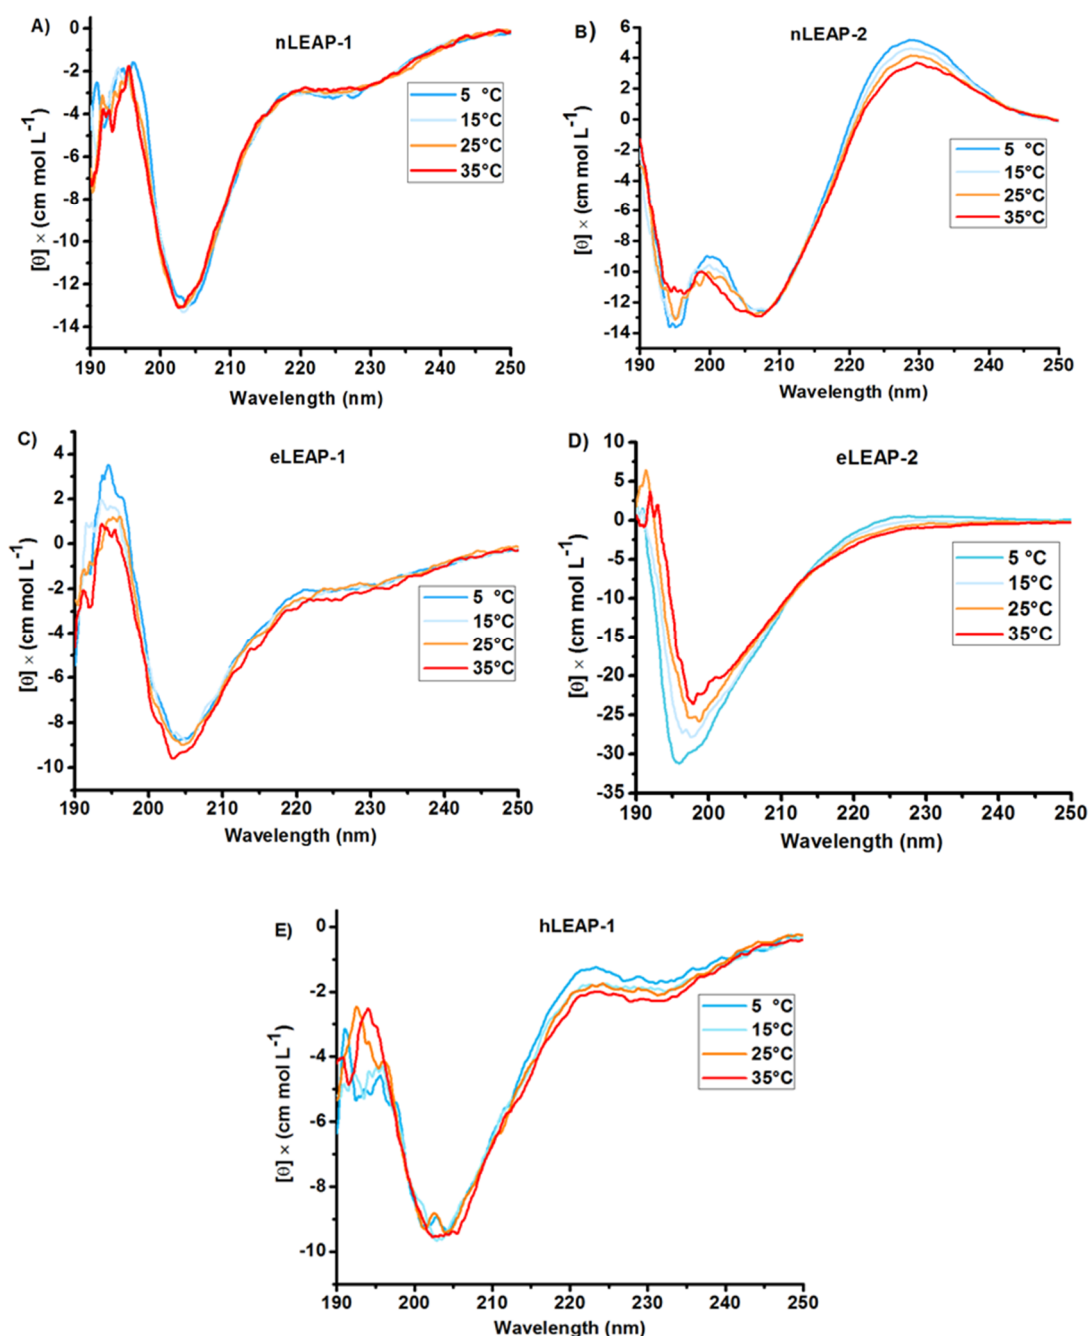 A)
nLEAP-1
0
-2
-4
-6
-8
-10
-12
-14
[θ] × (cm mol L⁻¹)
5 °C
15°C
25°C
35°C
190 200 210 220 230 240 250
Wavelength (nm)
B)
nLEAP-2
6
4
2
0
-2
-4
-6
-8
-10
-12
-14
[θ] × (cm mol L⁻¹)
5 °C
15°C
25°C
35°C
190 200 210 220 230 240 250
Wavelength (nm)
C)
eLEAP-1
4
2
0
-2
-4
-6
-8
-10
[θ] × (cm mol L⁻¹)
5 °C
15°C
25°C
35°C
190 200 210 220 230 240 250
Wavelength (nm)
D)
eLEAP-2
10
5
0
-5
-10
-15
-20
-25
-30
-35
[θ] × (cm mol L⁻¹)
5 °C
15°C
25°C
35°C
190 200 210 220 230 240 250
Wavelength (nm)
E)
hLEAP-1
0
-2
-4
-6
-8
-10
[θ] × (cm mol L⁻¹)
5 °C
15°C
25°C
35°C
190 200 210 220 230 240 250
Wavelength (nm)